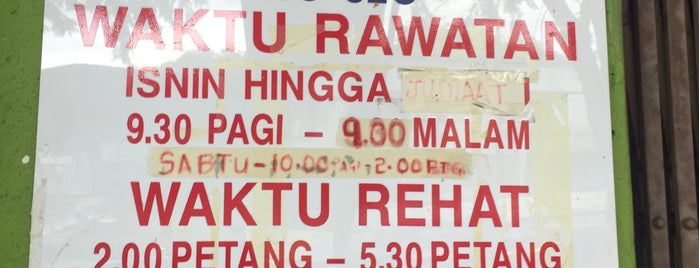 WAKTU RAWATAN
ISNIN HINGGA JUMAAT
9.30 PAGI - 9.00 MALAM
SABTU - 10.00 PAGI - 2.00 PTG
WAKTU REHAT
2.00 PETANG - 5.30 PETANG